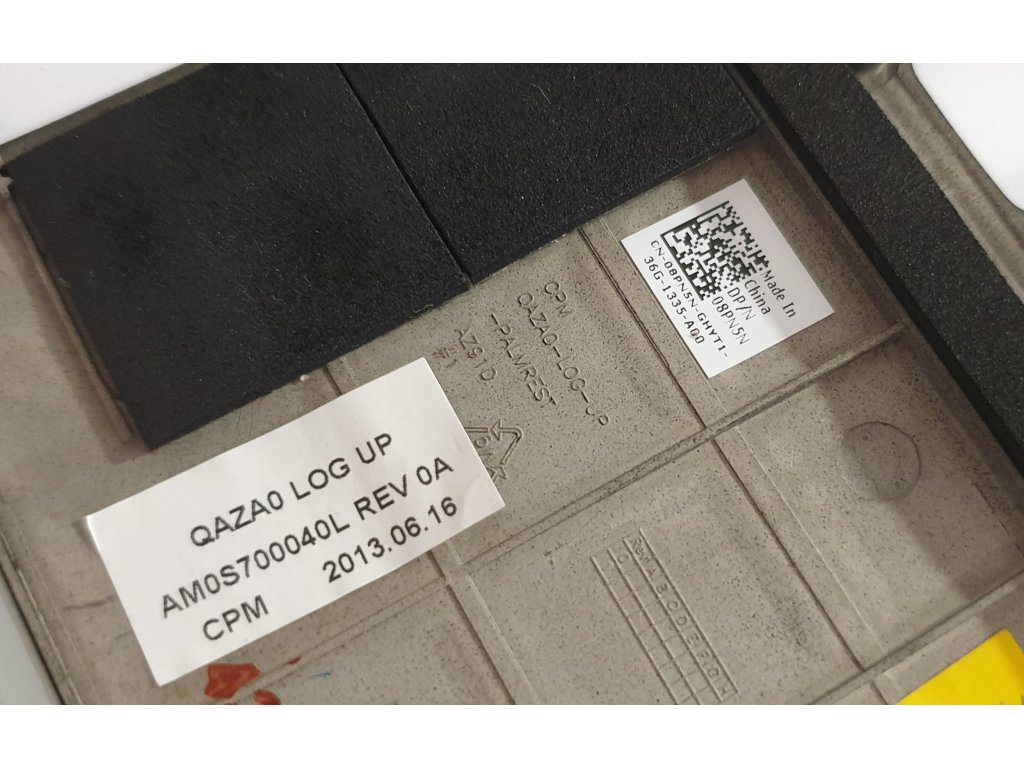 QAZA0 LOG UP
AM0S700040L REV 0A
2013.06.16
CPM
Made In
China
DP/N
08PN5N
CN-08PN5N-GHYT1-
36G-1335-A00
CPM
QAZA0-LOG-UP
-PALMREST
AZ91D
A B C D E F G H